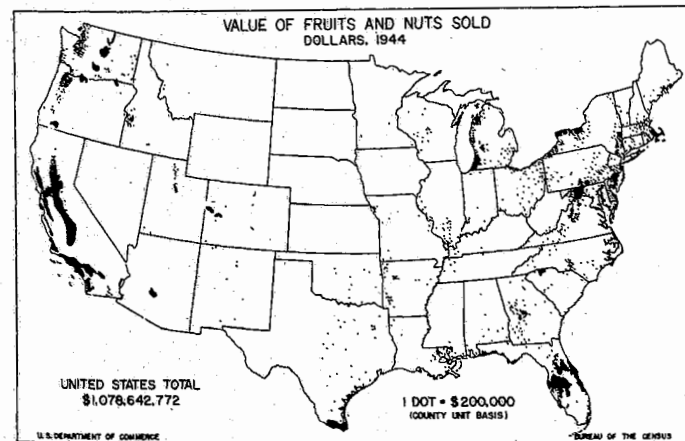 VALUE OF FRUITS AND NUTS SOLD
DOLLARS, 1944
UNITED STATES TOTAL
$1,078,642,772
1 DOT = $200,000
(COUNTY UNIT BASIS)
U.S. DEPARTMENT OF COMMERCE
BUREAU OF THE CENSUS